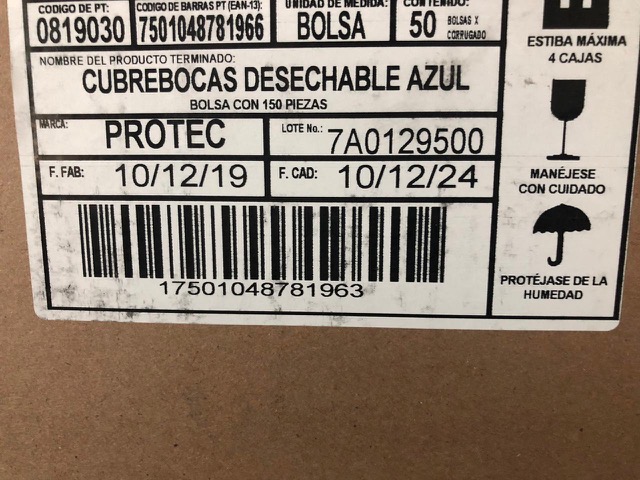 CODIGO DE PT:
0819030
CODIGO DE BARRAS PT (EAN-13):
7501048781966
UNIDAD DE MEDIDA:
BOLSA
CONTENIDO:
50 BOLSAS X
CORRUGADO
NOMBRE DEL PRODUCTO TERMINADO:
CUBREBOCAS DESECHABLE AZUL
BOLSA CON 150 PIEZAS
MARCA:
PROTEC
LOTE No.: 7A0129500
F. FAB: 10/12/19
F. CAD: 10/12/24
17501048781963
ESTIBA MÁXIMA
4 CAJAS
MANÉJESE
CON CUIDADO
PROTÉJASE DE LA
HUMEDAD